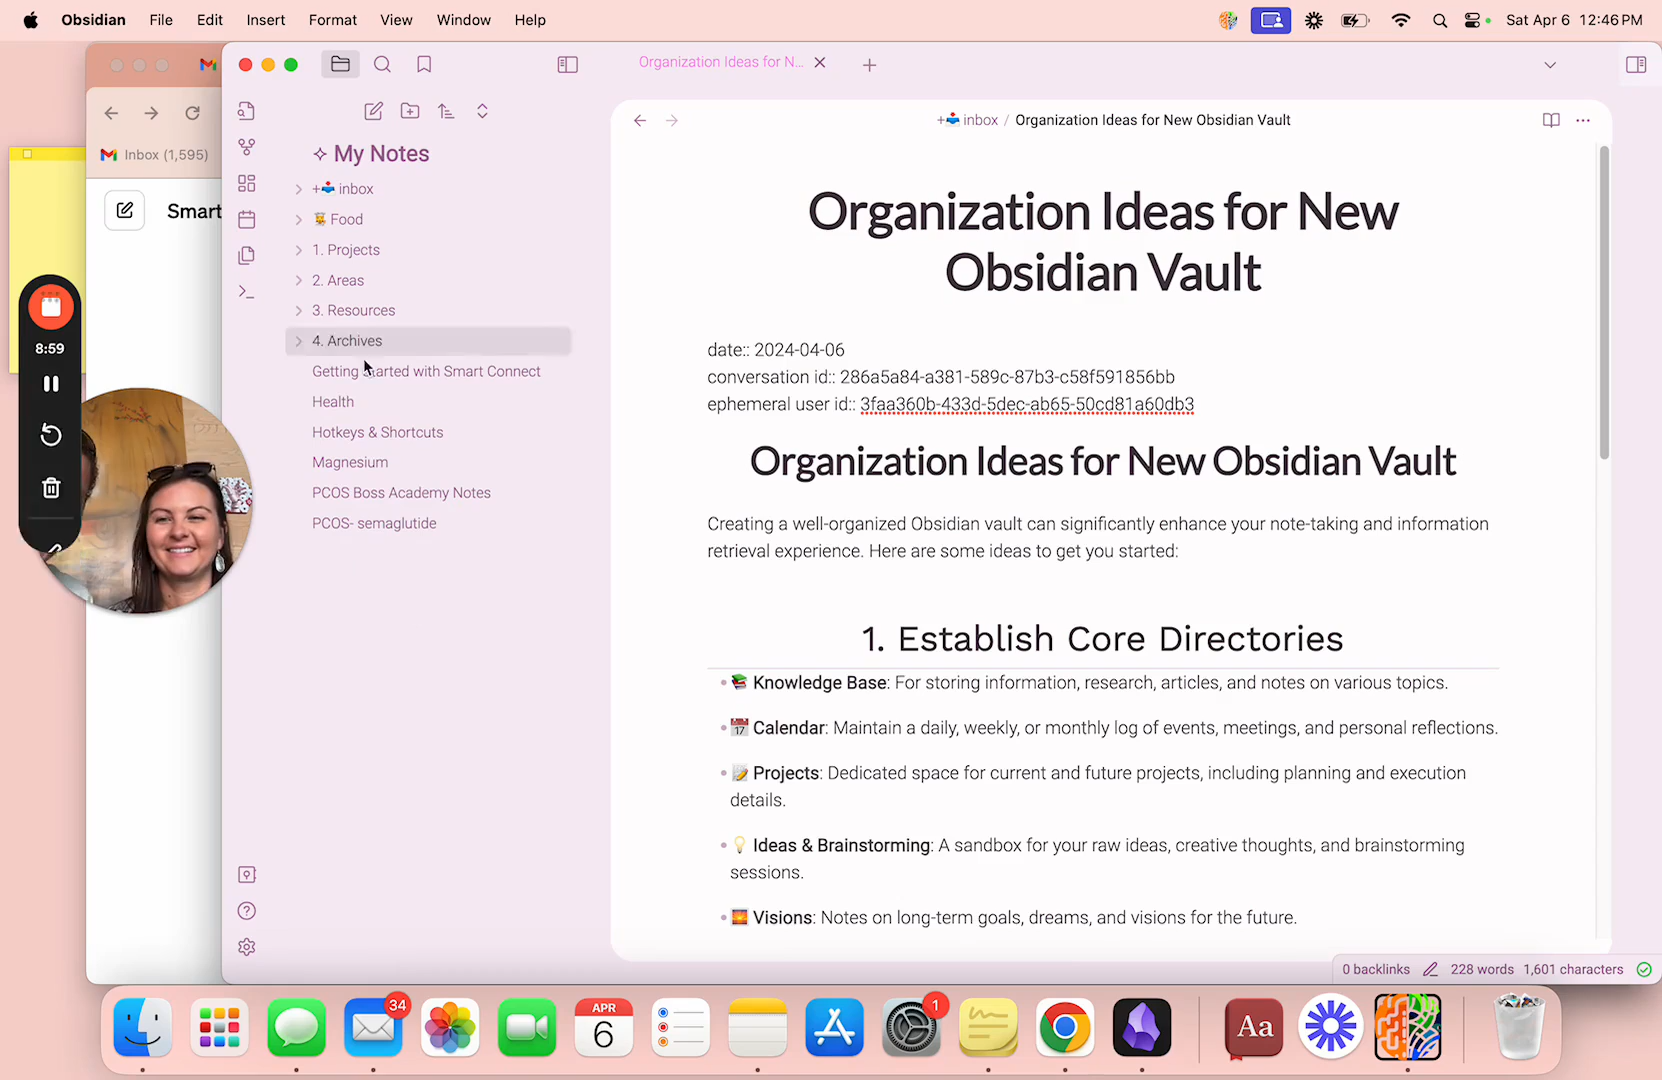 Obsidian File Edit Insert Format View Window Help Sat Apr 6 12:46 PM
Organization Ideas for N...
Inbox (1,595)
Smart
8:59
My Notes
+ inbox
Food
1. Projects
2. Areas
3. Resources
4. Archives
Getting Started with Smart Connect
Health
Hotkeys & Shortcuts
Magnesium
PCOS Boss Academy Notes
PCOS- semaglutide
+ inbox / Organization Ideas for New Obsidian Vault
Organization Ideas for New
Obsidian Vault
date:: 2024-04-06
conversation id:: 286a5a84-a381-589c-87b3-c58f591856bb
ephemeral user id:: 3faa360b-433d-5dec-ab65-50cd81a60db3
Organization Ideas for New Obsidian Vault
Creating a well-organized Obsidian vault can significantly enhance your note-taking and information
retrieval experience. Here are some ideas to get you started:
1. Establish Core Directories
• 📚 Knowledge Base: For storing information, research, articles, and notes on various topics.
• 📅 Calendar: Maintain a daily, weekly, or monthly log of events, meetings, and personal reflections.
• 📝 Projects: Dedicated space for current and future projects, including planning and execution
details.
• 💡 Ideas & Brainstorming: A sandbox for your raw ideas, creative thoughts, and brainstorming
sessions.
• 🌅 Visions: Notes on long-term goals, dreams, and visions for the future.
0 backlinks 228 words 1,601 characters
34
APR
6
1
Aa